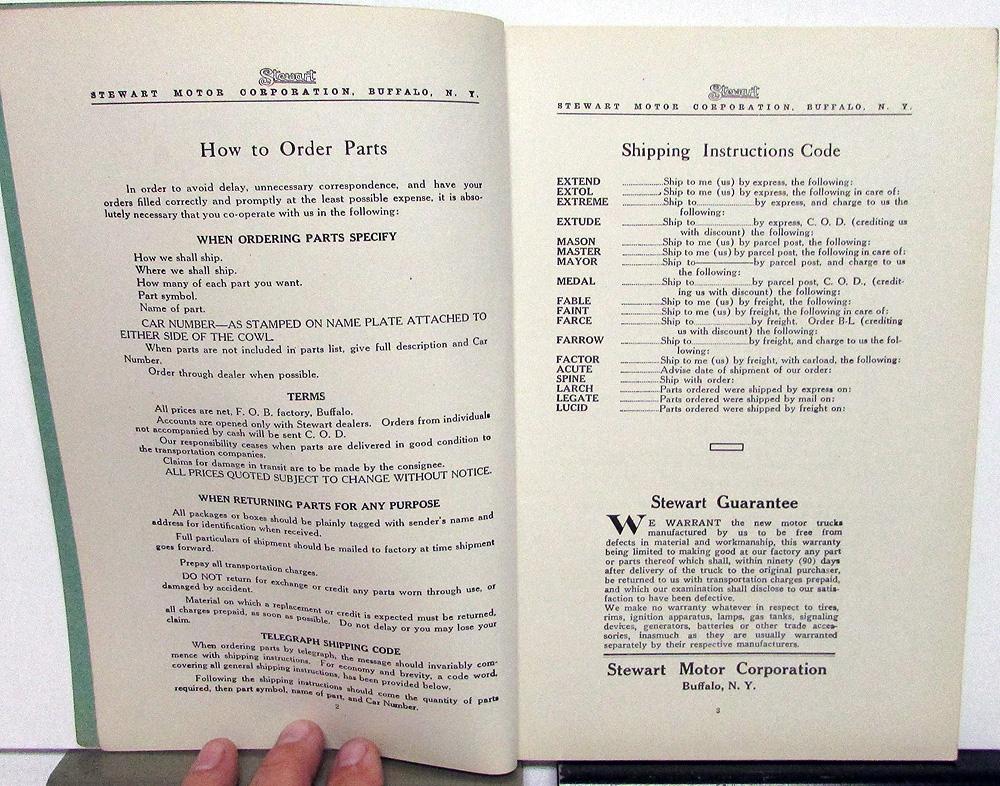 Stewart
STEWART MOTOR CORPORATION, BUFFALO, N. Y.
How to Order Parts
In order to avoid delay, unnecessary correspondence, and have your
orders filled correctly and promptly at the least possible expense, it is abso-
lutely necessary that you co-operate with us in the following:
WHEN ORDERING PARTS SPECIFY
How we shall ship.
Where we shall ship.
How many of each part you want.
Part symbol.
Name of part.
CAR NUMBER—AS STAMPED ON NAME PLATE ATTACHED TO
EITHER SIDE OF THE COWL.
When parts are not included in parts list, give full description and Car
Number.
Order through dealer when possible.
TERMS
All prices are net, F. O. B. factory, Buffalo.
Accounts are opened only with Stewart dealers. Orders from individuals
not accompanied by cash will be sent C. O. D.
Our responsibility ceases when parts are delivered in good condition to
the transportation companies.
Claims for damage in transit are to be made by the consignee.
ALL PRICES QUOTED SUBJECT TO CHANGE WITHOUT NOTICE.
WHEN RETURNING PARTS FOR ANY PURPOSE
All packages or boxes should be plainly tagged with sender's name and
address for identification when received.
Full particulars of shipment should be mailed to factory at time shipment
goes forward.
Prepay all transportation charges.
DO NOT return for exchange or credit any parts worn through use, or
damaged by accident.
Material on which a replacement or credit is expected must be returned,
all charges prepaid, as soon as possible. Do not delay or you may lose your
claim.
TELEGRAPH SHIPPING CODE
When ordering parts by telegraph, the message should invariably com-
mence with shipping instructions. For economy and brevity, a code word,
covering all general shipping instructions, has been provided below,
Following the shipping instructions should come the quantity of parts
required, then part symbol, name of part, and Car Number.
2
Stewart
STEWART MOTOR CORPORATION, BUFFALO, N. Y.
Shipping Instructions Code
EXTEND ............Ship to me (us) by express, the following:
EXTOL ............Ship to me (us) by express, the following in care of:
EXTREME ............Ship to..................by express, and charge to us the
following:
EXTUDE ............Ship to..................by express, C. O. D. (crediting us
with discount) the following:
MASON ............Ship to me (us) by parcel post, the following:
MASTER ............Ship to me (us) by parcel post, the following in care of:
MAYOR ............Ship to..................by parcel post, and charge to us
the following:
MEDAL ............Ship to..................by parcel post, C. O. D., (credit-
ing us with discount) the following:
FABLE ............Ship to me (us) by freight, the following:
FAINT ............Ship to me (us) by freight, the following in care of:
FARCE ............Ship to..................by freight. Order B-L (crediting
us with discount) the following:
FARROW ............Ship to..................by freight, and charge to us the fol-
lowing:
FACTOR ............Ship to me (us) by freight, with carload, the following:
ACUTE ............Advise date of shipment of our order:
SPINE ............Ship with order:
LARCH ............Parts ordered were shipped by express on:
LEGATE ............Parts ordered were shipped by mail on:
LUCID ............Parts ordered were shipped by freight on:
Stewart Guarantee
WE WARRANT the new motor trucks
manufactured by us to be free from
defects in material and workmanship, this warranty
being limited to making good at our factory any part
or parts thereof which shall, within ninety (90) days
after delivery of the truck to the original purchaser,
be returned to us with transportation charges prepaid,
and which our examination shall disclose to our satis-
faction to have been defective.
We make no warranty whatever in respect to tires,
rims, ignition apparatus, lamps, gas tanks, signaling
devices, generators, batteries or other trade acces-
sories, inasmuch as they are usually warranted
separately by their respective manufacturers.
Stewart Motor Corporation
Buffalo, N. Y.
3